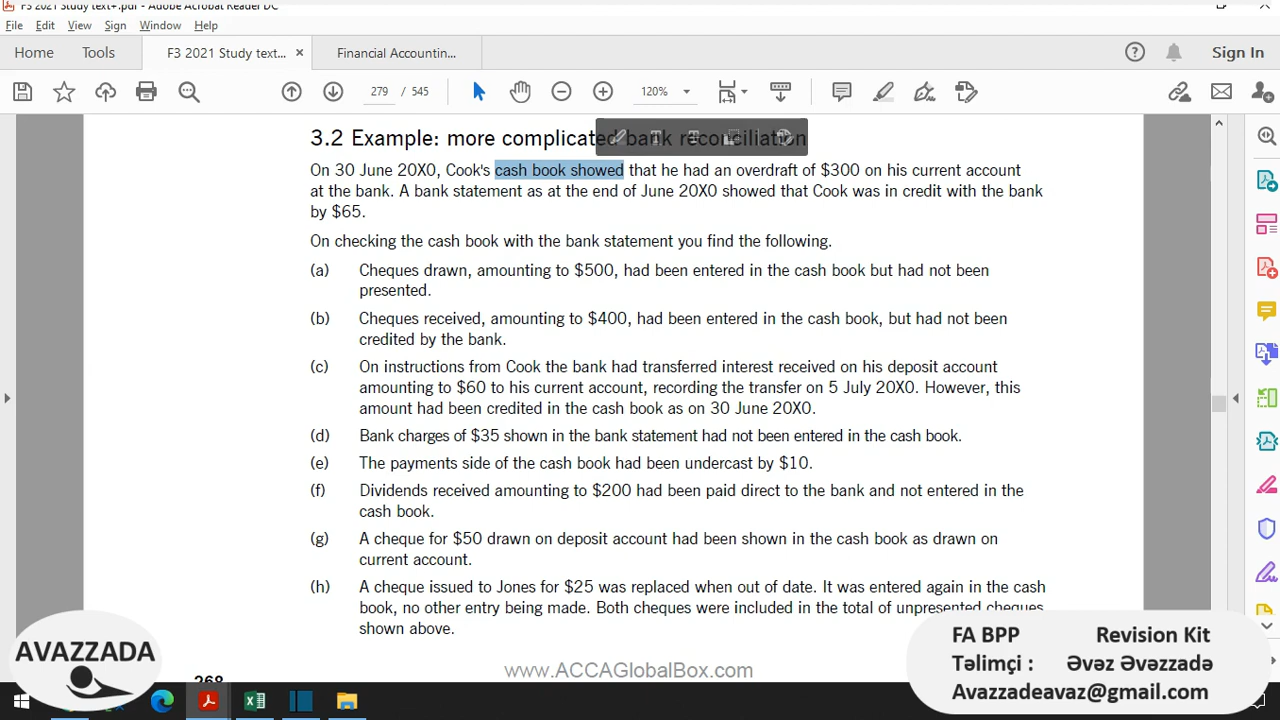 F3 2021 Study text+.pdf - Adobe Acrobat Reader DC
File Edit View Sign Window Help
Home Tools F3 2021 Study text... × Financial Accountin... Sign In
279 / 545 120%
3.2 Example: more complicated bank reconciliation
On 30 June 20X0, Cook's cash book showed that he had an overdraft of $300 on his current account
at the bank. A bank statement as at the end of June 20X0 showed that Cook was in credit with the bank
by $65.
On checking the cash book with the bank statement you find the following.
(a) Cheques drawn, amounting to $500, had been entered in the cash book but had not been
presented.
(b) Cheques received, amounting to $400, had been entered in the cash book, but had not been
credited by the bank.
(c) On instructions from Cook the bank had transferred interest received on his deposit account
amounting to $60 to his current account, recording the transfer on 5 July 20X0. However, this
amount had been credited in the cash book as on 30 June 20X0.
(d) Bank charges of $35 shown in the bank statement had not been entered in the cash book.
(e) The payments side of the cash book had been undercast by $10.
(f) Dividends received amounting to $200 had been paid direct to the bank and not entered in the
cash book.
(g) A cheque for $50 drawn on deposit account had been shown in the cash book as drawn on
current account.
(h) A cheque issued to Jones for $25 was replaced when out of date. It was entered again in the cash
book, no other entry being made. Both cheques were included in the total of unpresented cheques
shown above.
268
www.ACCAGlobalBox.com
AVAZZADA
FA BPP Revision Kit
Təlimçi : Əvəz Əvəzzadə
Avazzadeavaz@gmail.com